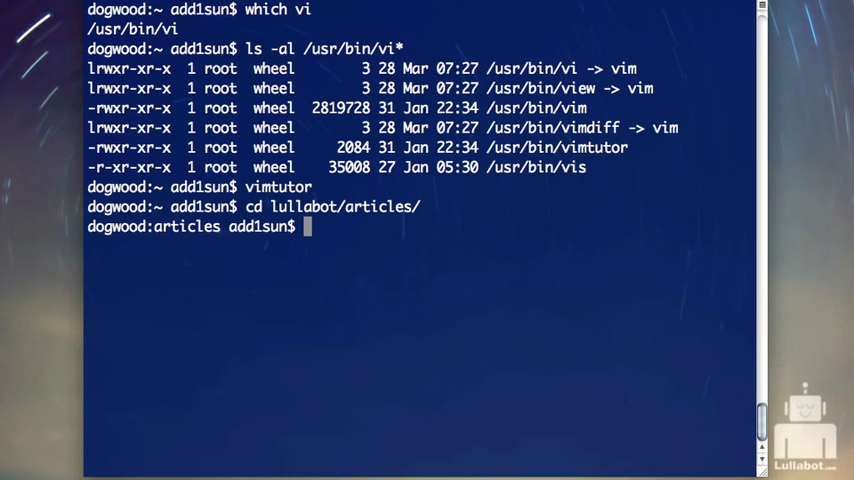 dogwood:~ add1sun$ which vi
/usr/bin/vi
dogwood:~ add1sun$ ls -al /usr/bin/vi*
lrwxr-xr-x  1 root  wheel        3 28 Mar 07:27 /usr/bin/vi -> vim
lrwxr-xr-x  1 root  wheel        3 28 Mar 07:27 /usr/bin/view -> vim
-rwxr-xr-x  1 root  wheel  2819728 31 Jan 22:34 /usr/bin/vim
lrwxr-xr-x  1 root  wheel        3 28 Mar 07:27 /usr/bin/vimdiff -> vim
-rwxr-xr-x  1 root  wheel     2084 31 Jan 22:34 /usr/bin/vimtutor
-r-xr-xr-x  1 root  wheel    35008 27 Jan 05:30 /usr/bin/vis
dogwood:~ add1sun$ vimtutor
dogwood:~ add1sun$ cd lullabot/articles/
dogwood:articles add1sun$
Lullabot.com